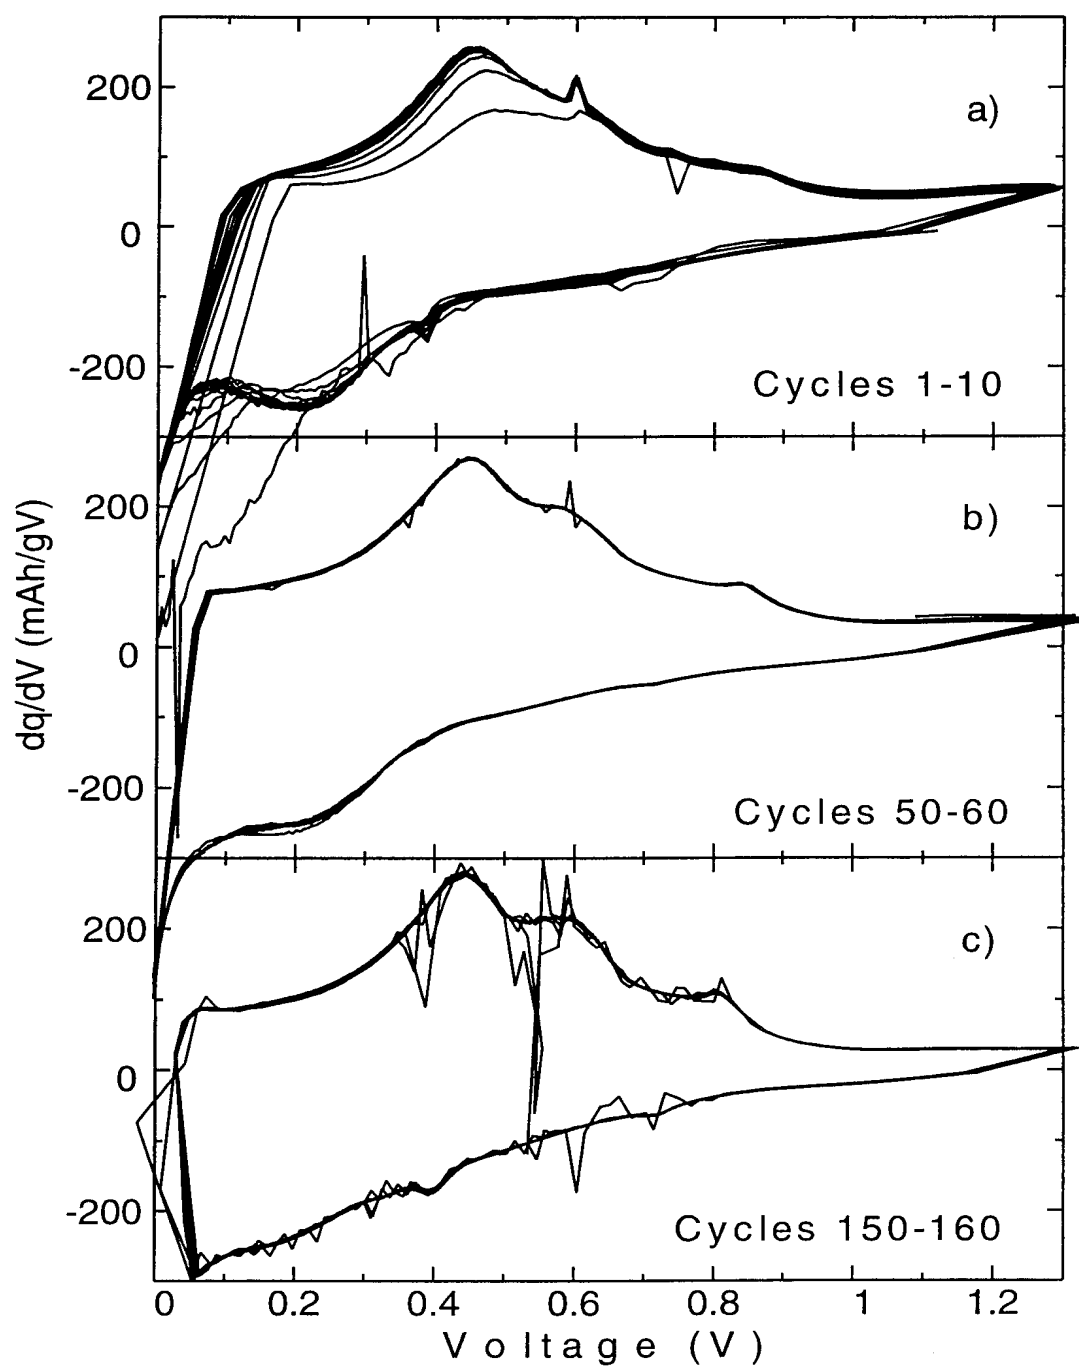 200
a)
0
-200
Cycles 1-10
200
b)
0
-200
Cycles 50-60
dq/dV (mAh/gV)
200
c)
0
-200
Cycles 150-160
0 0.2 0.4 0.6 0.8 1 1.2
Voltage (V)